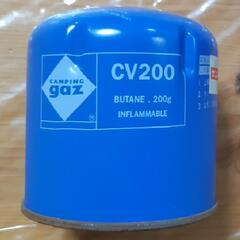 CAMPING
gaz
®
CV200
BUTANE . 200g
INFLAMMABLE